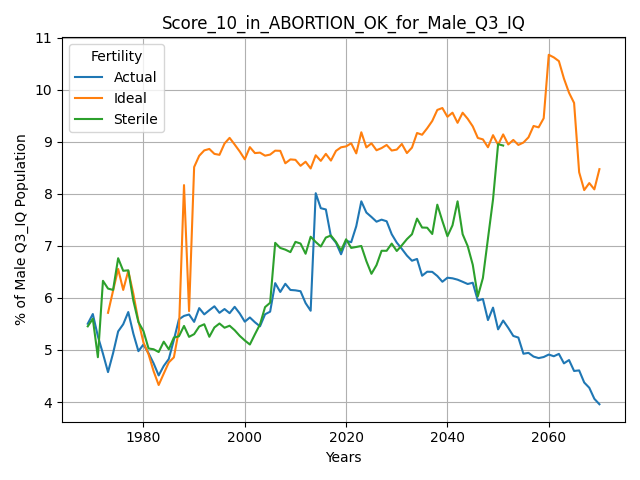 Score_10_in_ABORTION_OK_for_Male_Q3_IQ
Fertility
Actual
Ideal
Sterile
% of Male Q3_IQ Population
11
10
9
8
7
6
5
4
1980
2000
2020
2040
2060
Years